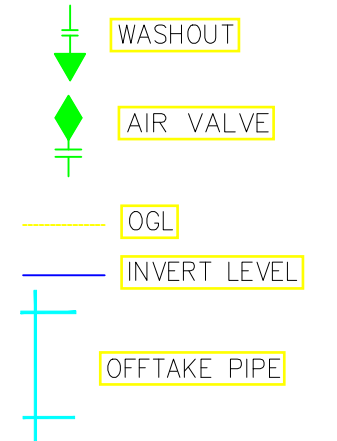 WASHOUT
AIR VALVE
OGL
INVERT LEVEL
OFFTAKE PIPE